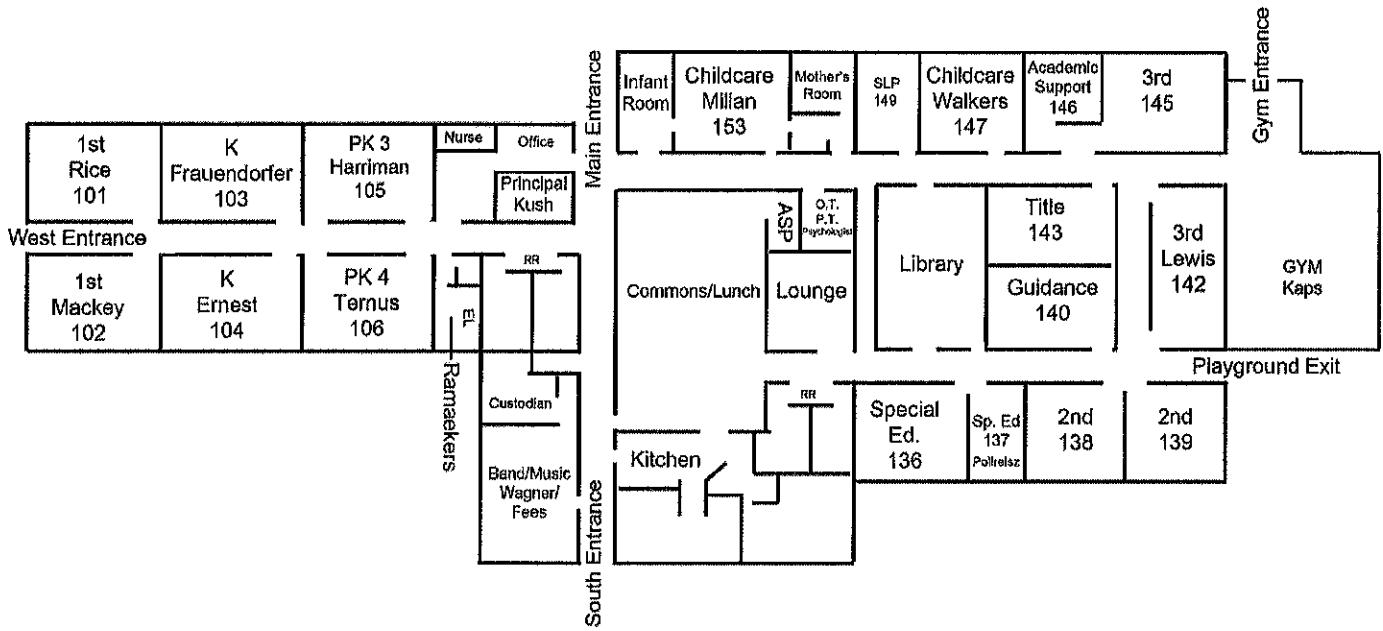 Main Entrance
Infant
Room
Childcare
Milian
153
Mother's
Room
SLP
149
Childcare
Walkers
147
Academic
Support
146
3rd
145
Gym Entrance
1st
Rice
101
K
Frauendorfer
103
PK 3
Harriman
105
Nurse
Office
Principal
Kush
West Entrance
1st
Mackey
102
K
Ernest
104
PK 4
Ternus
106
EL
Ramaekers
RR
Custodian
Band/Music
Wagner/
Fees
South Entrance
Commons/Lunch
ASP
O.T.
P.T.
Psychologist
Lounge
Library
Title
143
Guidance
140
3rd
Lewis
142
GYM
Kaps
Playground Exit
Kitchen
RR
Special
Ed.
136
Sp. Ed
137
2nd
138
2nd
139